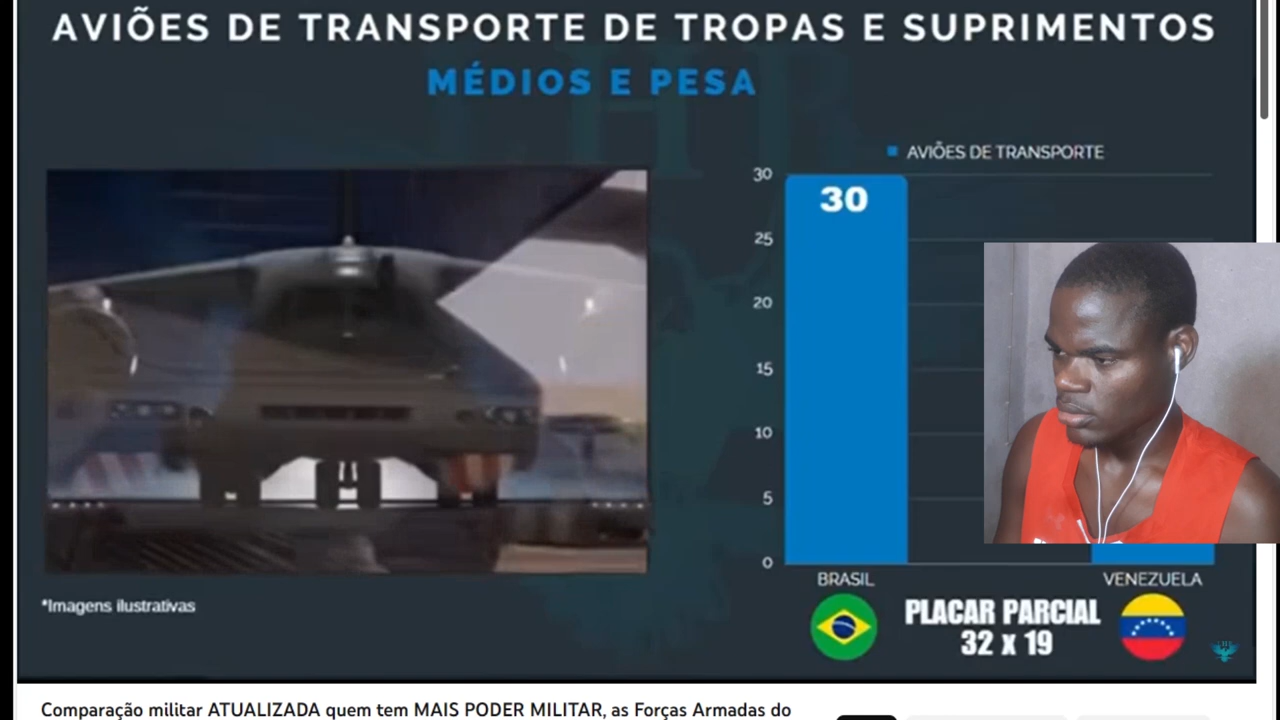 AVIÕES DE TRANSPORTE DE TROPAS E SUPRIMENTOS
MÉDIOS E PESA
AVIÕES DE TRANSPORTE
30
30
25
20
15
10
5
0
BRASIL
VENEZUELA
*Imagens ilustrativas
PLACAR PARCIAL
32 x 19
Comparação militar ATUALIZADA quem tem MAIS PODER MILITAR, as Forças Armadas do